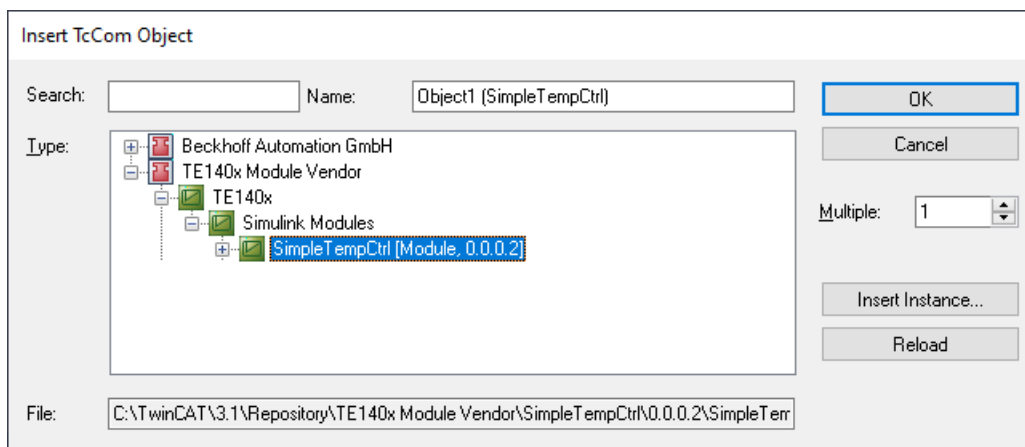 Insert TcCom Object
Search: Name: Object1 (SimpleTempCtrl) OK
Type: Beckhoff Automation GmbH Cancel
TE140x Module Vendor
TE140x
Simulink Modules Multiple: 1
SimpleTempCtrl [Module, 0.0.0.2]
Insert Instance...
Reload
File: C:\TwinCAT\3.1\Repository\TE140x Module Vendor\SimpleTempCtrl\0.0.0.2\SimpleTem